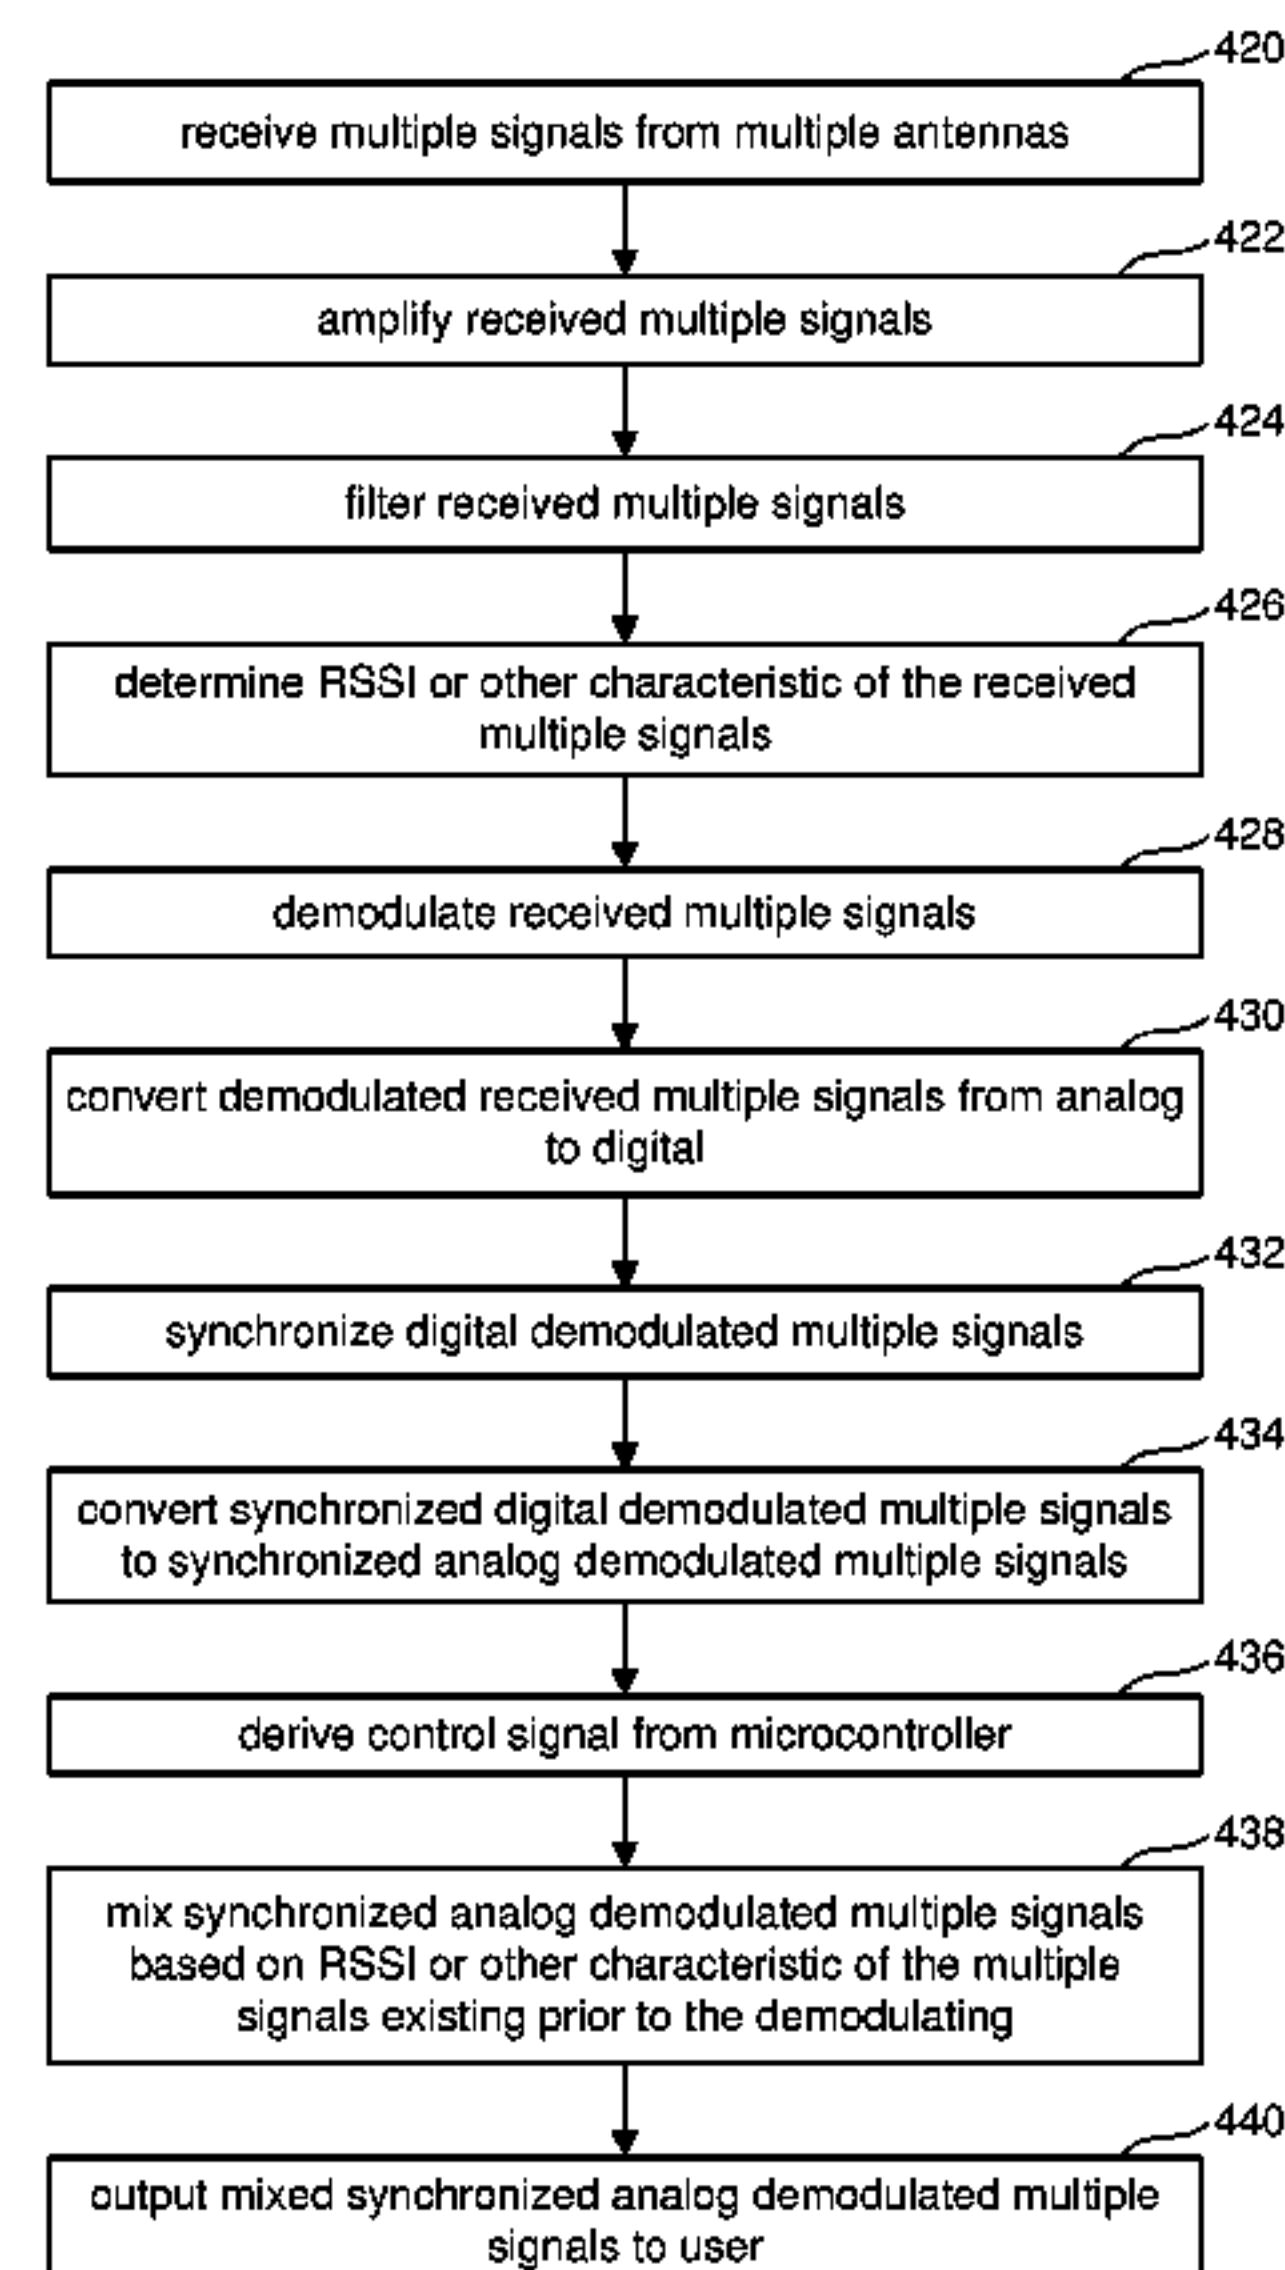 420
receive multiple signals from multiple antennas
422
amplify received multiple signals
424
filter received multiple signals
426
determine RSSI or other characteristic of the received
multiple signals
428
demodulate received multiple signals
430
convert demodulated received multiple signals from analog
to digital
432
synchronize digital demodulated multiple signals
434
convert synchronized digital demodulated multiple signals
to synchronized analog demodulated multiple signals
436
derive control signal from microcontroller
438
mix synchronized analog demodulated multiple signals
based on RSSI or other characteristic of the multiple
signals existing prior to the demodulating
440
output mixed synchronized analog demodulated multiple
signals to user